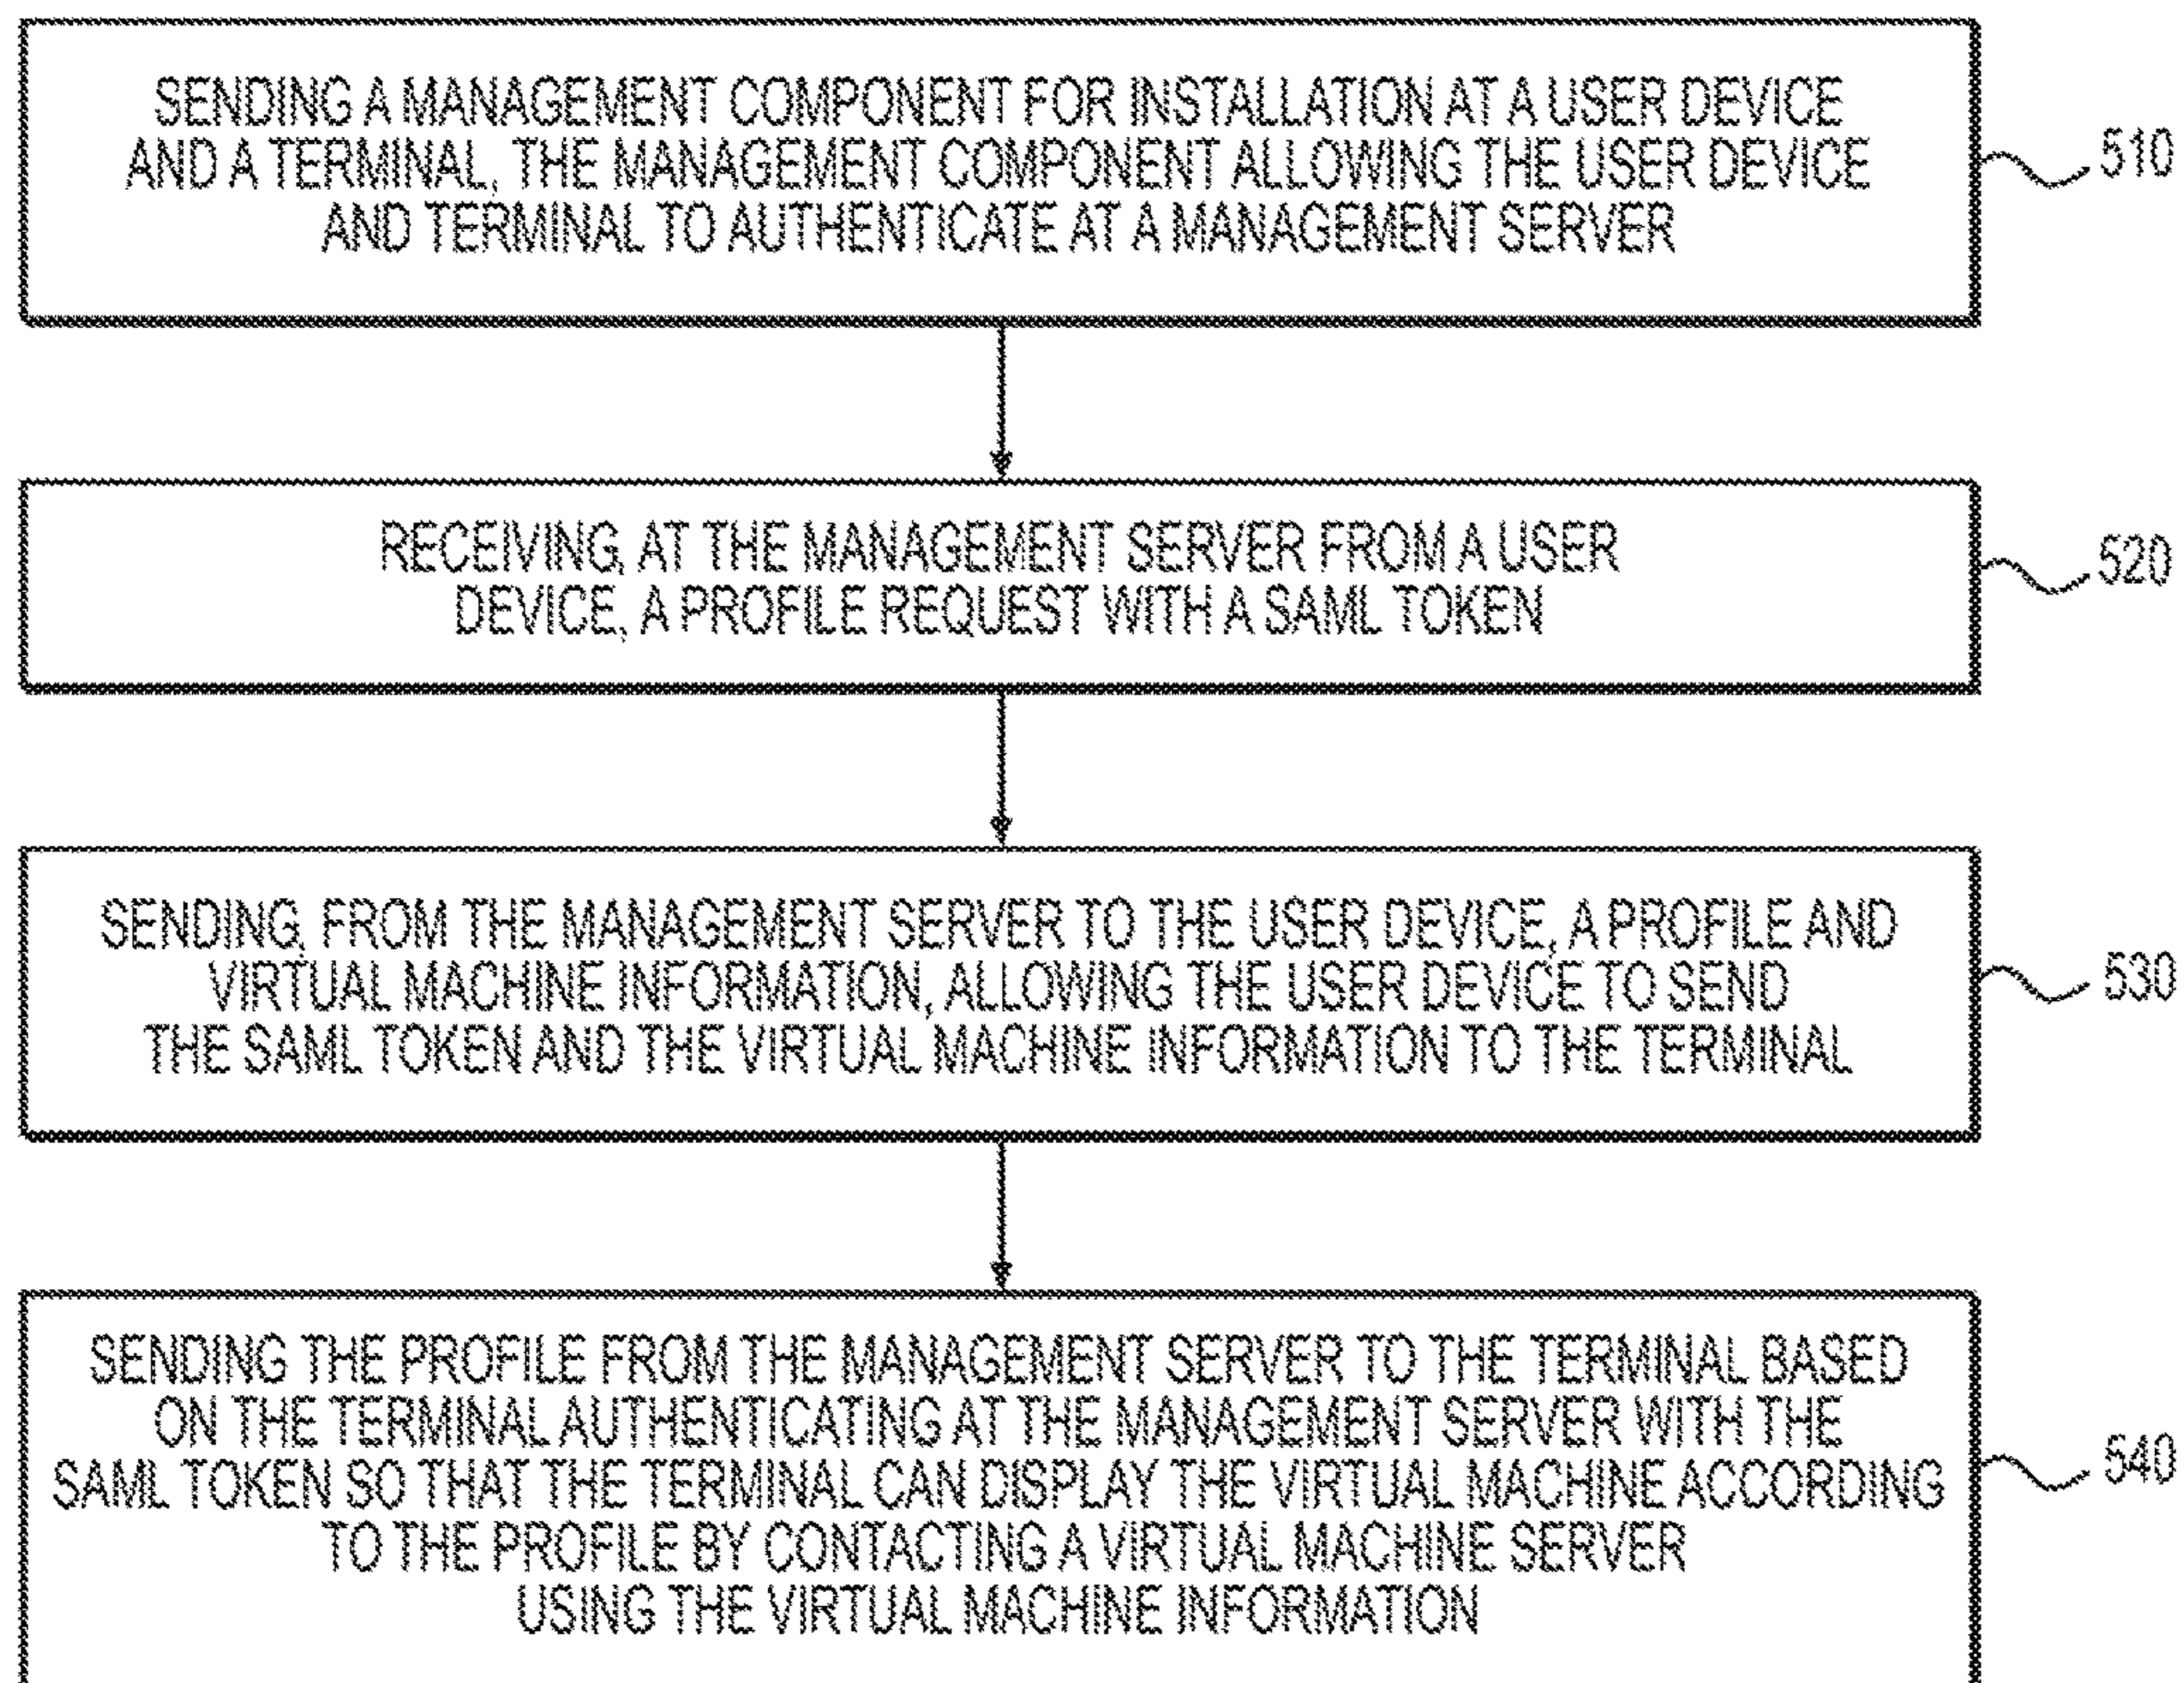 SENDING A MANAGEMENT COMPONENT FOR INSTALLATION AT A USER DEVICE
AND A TERMINAL, THE MANAGEMENT COMPONENT ALLOWING THE USER DEVICE
AND TERMINAL TO AUTHENTICATE AT A MANAGEMENT SERVER
510
RECEIVING, AT THE MANAGEMENT SERVER FROM A USER
DEVICE, A PROFILE REQUEST WITH A SAML TOKEN
520
SENDING, FROM THE MANAGEMENT SERVER TO THE USER DEVICE, A PROFILE AND
VIRTUAL MACHINE INFORMATION, ALLOWING THE USER DEVICE TO SEND
THE SAML TOKEN AND THE VIRTUAL MACHINE INFORMATION TO THE TERMINAL
530
SENDING THE PROFILE FROM THE MANAGEMENT SERVER TO THE TERMINAL BASED
ON THE TERMINAL AUTHENTICATING AT THE MANAGEMENT SERVER WITH THE
SAML TOKEN SO THAT THE TERMINAL CAN DISPLAY THE VIRTUAL MACHINE ACCORDING
TO THE PROFILE BY CONTACTING A VIRTUAL MACHINE SERVER
USING THE VIRTUAL MACHINE INFORMATION
540